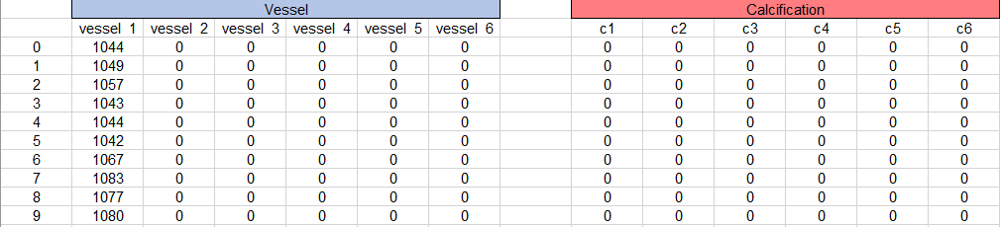 Vessel Calcification
vessel 1 vessel 2 vessel 3 vessel 4 vessel 5 vessel 6 c1 c2 c3 c4 c5 c6
0 1044 0 0 0 0 0 0 0 0 0 0 0
1 1049 0 0 0 0 0 0 0 0 0 0 0
2 1057 0 0 0 0 0 0 0 0 0 0 0
3 1043 0 0 0 0 0 0 0 0 0 0 0
4 1044 0 0 0 0 0 0 0 0 0 0 0
5 1042 0 0 0 0 0 0 0 0 0 0 0
6 1067 0 0 0 0 0 0 0 0 0 0 0
7 1083 0 0 0 0 0 0 0 0 0 0 0
8 1077 0 0 0 0 0 0 0 0 0 0 0
9 1080 0 0 0 0 0 0 0 0 0 0 0